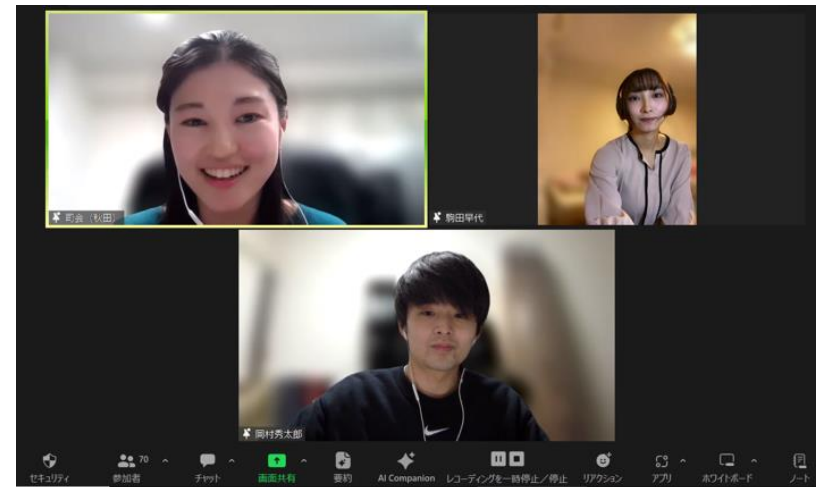 司会（秋田）
駒田早代
岡村秀太郎
70
セキュリティ
参加者
チャット
画面共有
要約
AI Companion
レコーディングを一時停止／停止
リアクション
アプリ
ホワイトボード
ノート